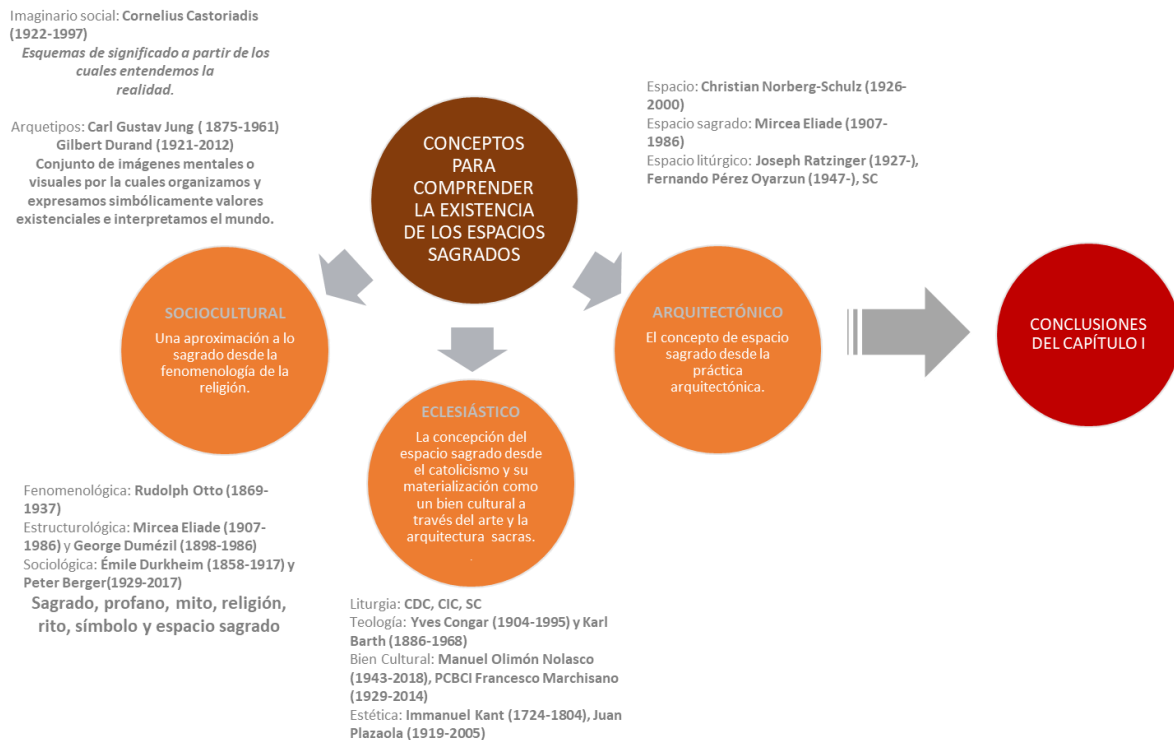 Imaginario social: Cornelius Castoriadis
(1922-1997)
Esquemas de significado a partir de los
cuales entendemos la
realidad.
Arquetipos: Carl Gustav Jung ( 1875-1961)
Gilbert Durand (1921-2012)
Conjunto de imágenes mentales o
visuales por la cuales organizamos y
expresamos simbólicamente valores
existenciales e interpretamos el mundo.
CONCEPTOS
PARA
COMPRENDER
LA EXISTENCIA
DE LOS ESPACIOS
SAGRADOS
Espacio: Christian Norberg-Schulz (1926-
2000)
Espacio sagrado: Mircea Eliade (1907-
1986)
Espacio litúrgico: Joseph Ratzinger (1927-),
Fernando Pérez Oyarzun (1947-), SC
SOCIOCULTURAL
Una aproximación a lo
sagrado desde la
fenomenología de la
religión.
ECLESIÁSTICO
La concepción del
espacio sagrado desde
el catolicismo y su
materialización como
un bien cultural a
través del arte y la
arquitectura sacras.
.
ARQUITECTÓNICO
El concepto de espacio
sagrado desde la
práctica
arquitectónica.
CONCLUSIONES
DEL CAPÍTULO I
Fenomenológica: Rudolph Otto (1869-
1937)
Estructurológica: Mircea Eliade (1907-
1986) y George Dumézil (1898-1986)
Sociológica: Émile Durkheim (1858-1917) y
Peter Berger(1929-2017)
Sagrado, profano, mito, religión,
rito, símbolo y espacio sagrado
Liturgia: CDC, CIC, SC
Teología: Yves Congar (1904-1995) y Karl
Barth (1886-1968)
Bien Cultural: Manuel Olimón Nolasco
(1943-2018), PCBCI Francesco Marchisano
(1929-2014)
Estética: Immanuel Kant (1724-1804), Juan
Plazaola (1919-2005)